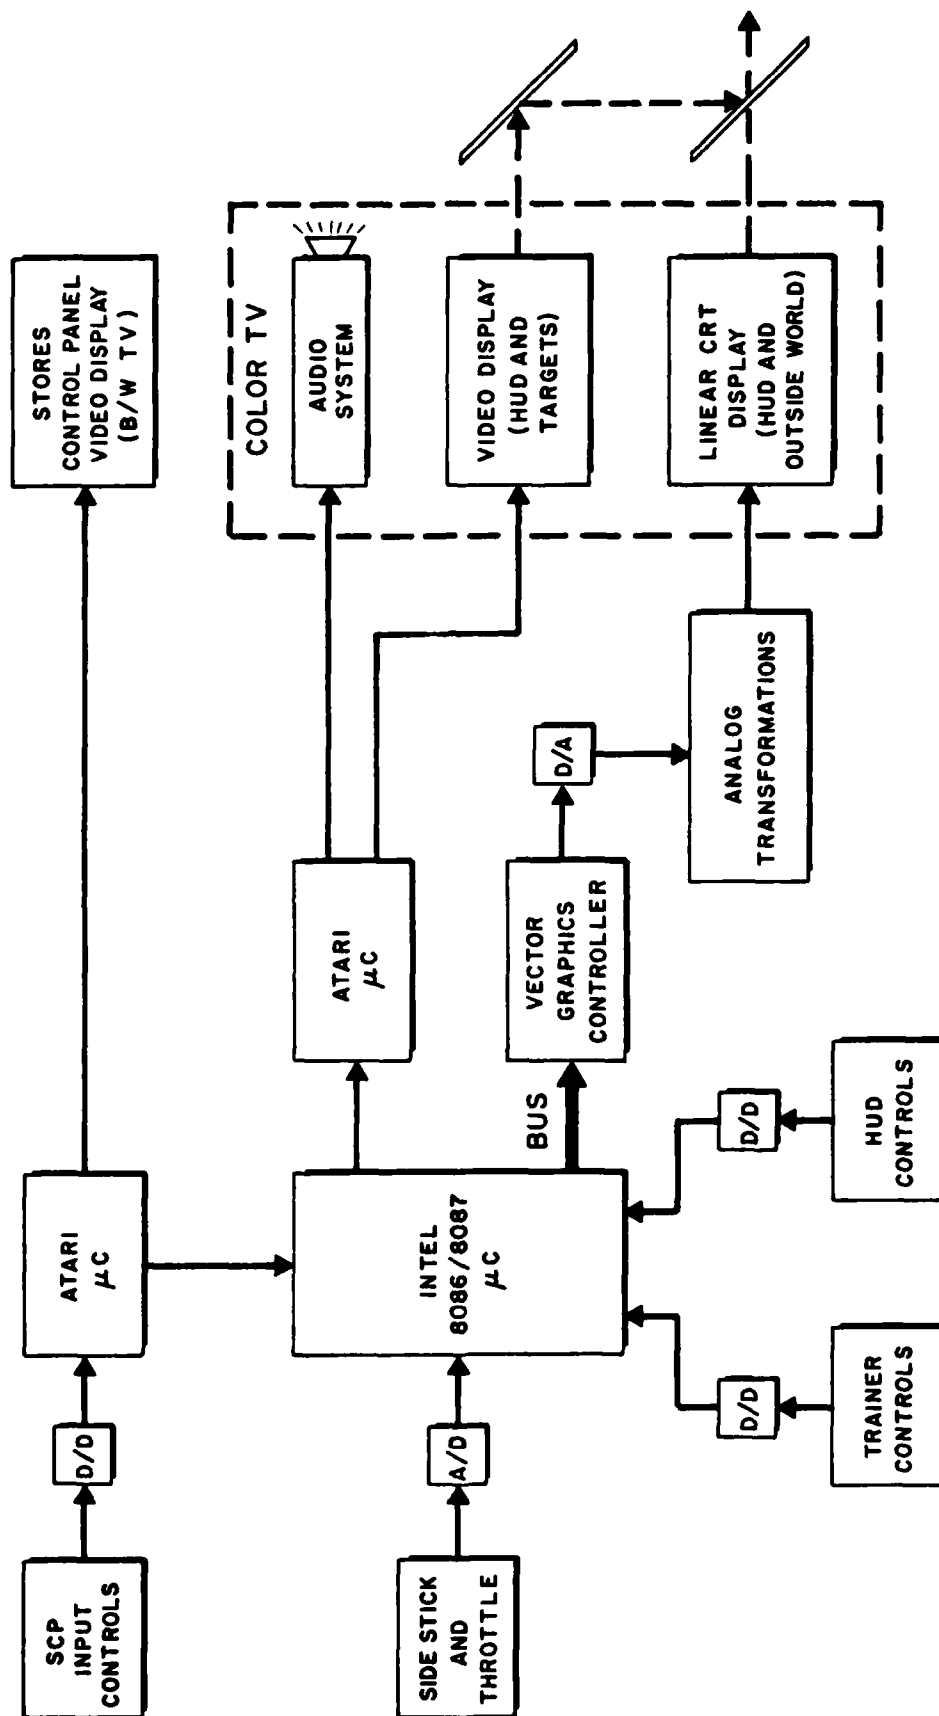 SCP
INPUT
CONTROLS
D/D
ATARI
μC
STORES
CONTROL PANEL
VIDEO DISPLAY
(B/W TV)
COLOR TV
AUDIO
SYSTEM
ATARI
μC
VIDEO DISPLAY
(HUD AND
TARGETS)
SIDE STICK
AND
THROTTLE
A/D
INTEL
8086/8087
μC
BUS
VECTOR
GRAPHICS
CONTROLLER
D/A
LINEAR CRT
DISPLAY
(HUD AND
OUTSIDE WORLD)
ANALOG
TRANSFORMATIONS
D/D
D/D
TRAINER
CONTROLS
HUD
CONTROLS